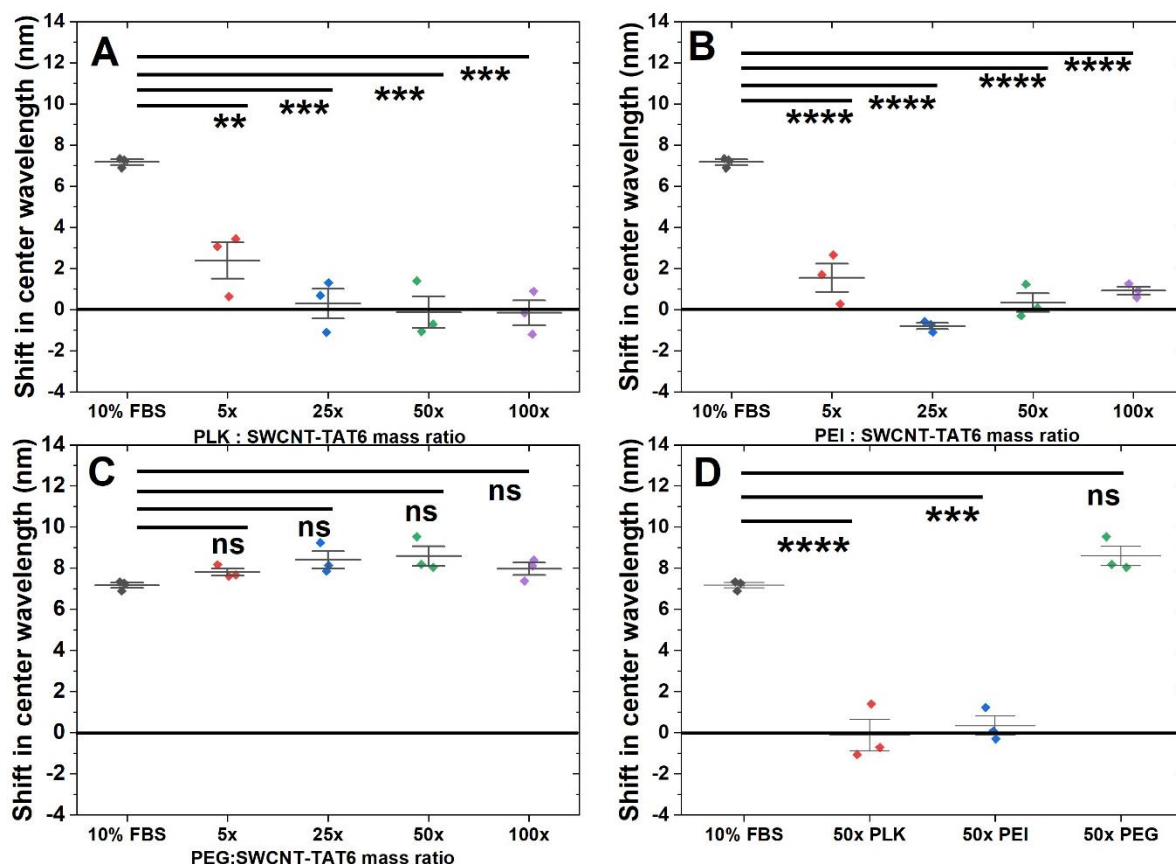 A
Shift in center wavelength (nm)
14
12
10
8
6
4
2
0
-2
-4
**
***
***
***
10% FBS 5x 25x 50x 100x
PLK : SWCNT-TAT6 mass ratio
B
Shift in center wavelngth (nm)
14
12
10
8
6
4
2
0
-2
-4
****
****
****
****
10% FBS 5x 25x 50x 100x
PEI : SWCNT-TAT6 mass ratio
C
Shift in center wavelength (nm)
14
12
10
8
6
4
2
0
-2
-4
ns
ns
ns
ns
10% FBS 5x 25x 50x 100x
PEG:SWCNT-TAT6 mass ratio
D
Shift in center wavelength (nm)
14
12
10
8
6
4
2
0
-2
-4
****
***
ns
10% FBS 50x PLK 50x PEI 50x PEG